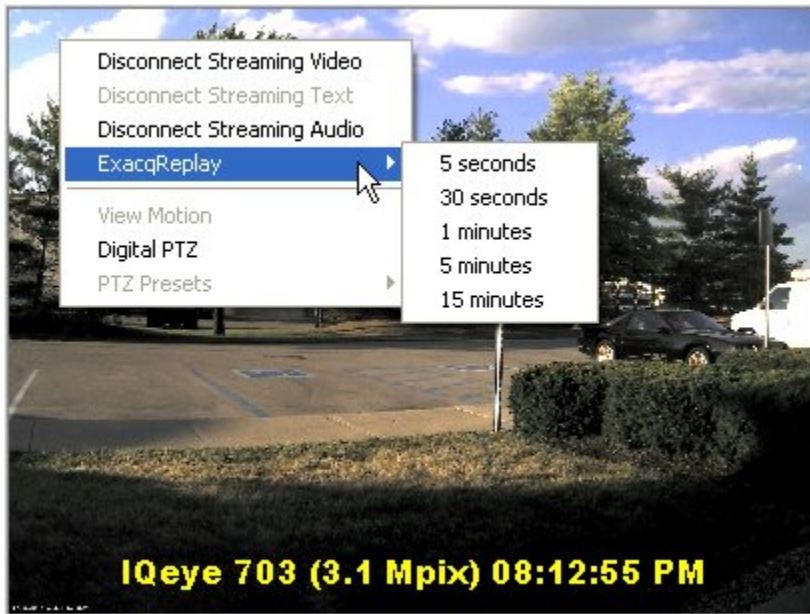 Disconnect Streaming Video
Disconnect Streaming Text
Disconnect Streaming Audio
ExacqReplay
View Motion
Digital PTZ
PTZ Presets
5 seconds
30 seconds
1 minutes
5 minutes
15 minutes
IQeye 703 (3.1 Mpix) 08:12:55 PM